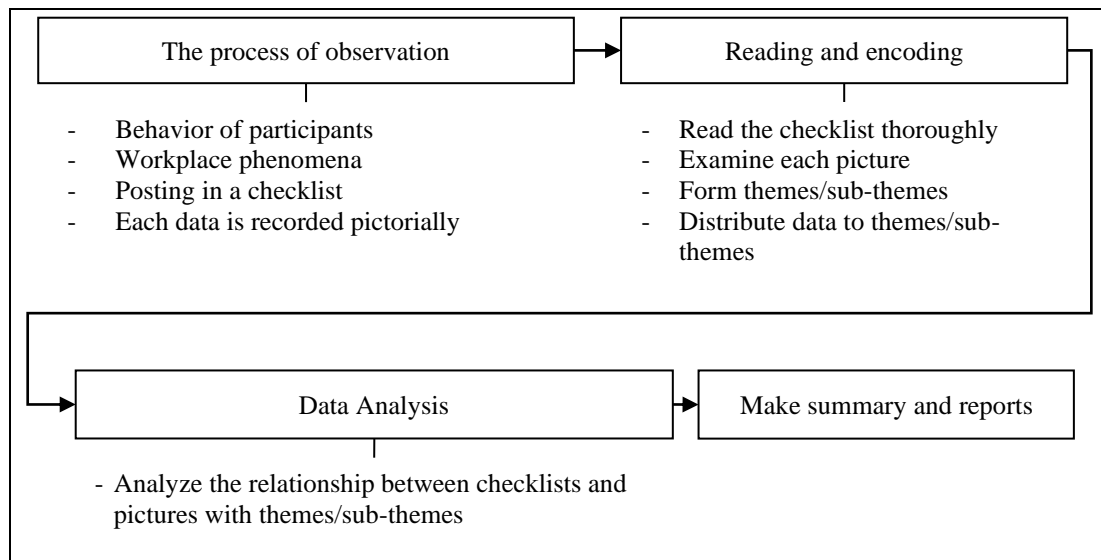 The process of observation
Reading and encoding
- Behavior of participants
- Workplace phenomena
- Posting in a checklist
- Each data is recorded pictorially
- Read the checklist thoroughly
- Examine each picture
- Form themes/sub-themes
- Distribute data to themes/sub-
themes
Data Analysis
Make summary and reports
- Analyze the relationship between checklists and
pictures with themes/sub-themes